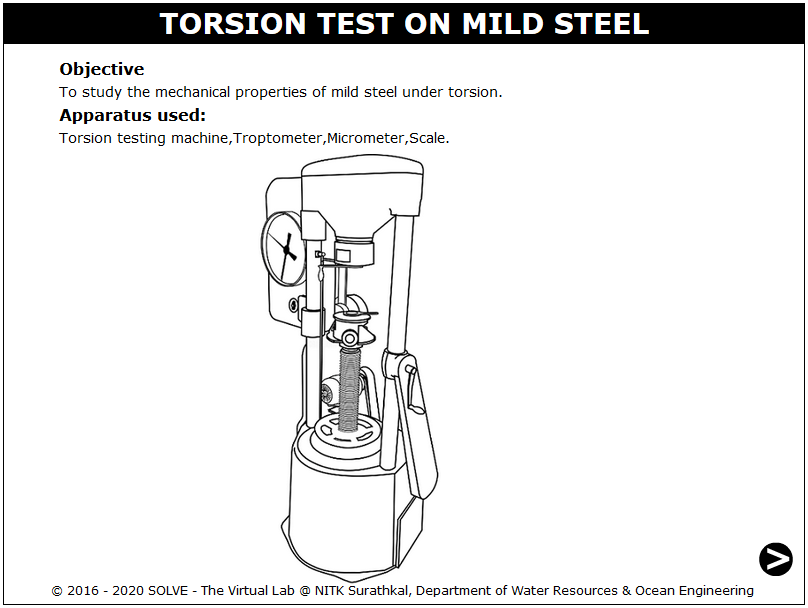 TORSION TEST ON MILD STEEL
Objective
To study the mechanical properties of mild steel under torsion.
Apparatus used:
Torsion testing machine,Troptometer,Micrometer,Scale.
© 2016 - 2020 SOLVE - The Virtual Lab @ NITK Surathkal, Department of Water Resources & Ocean Engineering